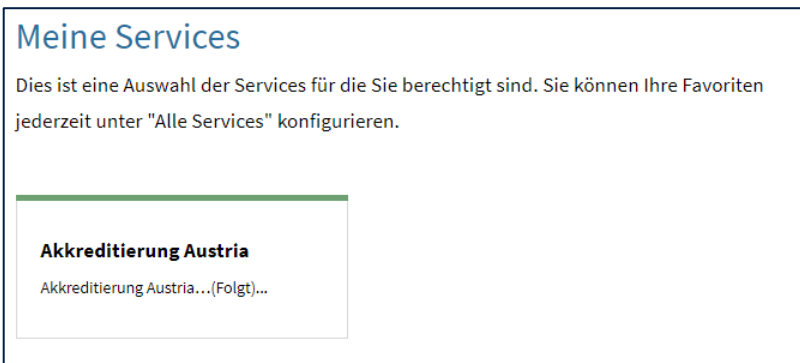 Meine Services
Dies ist eine Auswahl der Services für die Sie berechtigt sind. Sie können Ihre Favoriten
jederzeit unter "Alle Services" konfigurieren.
Akkreditierung Austria
Akkreditierung Austria…(Folgt)...